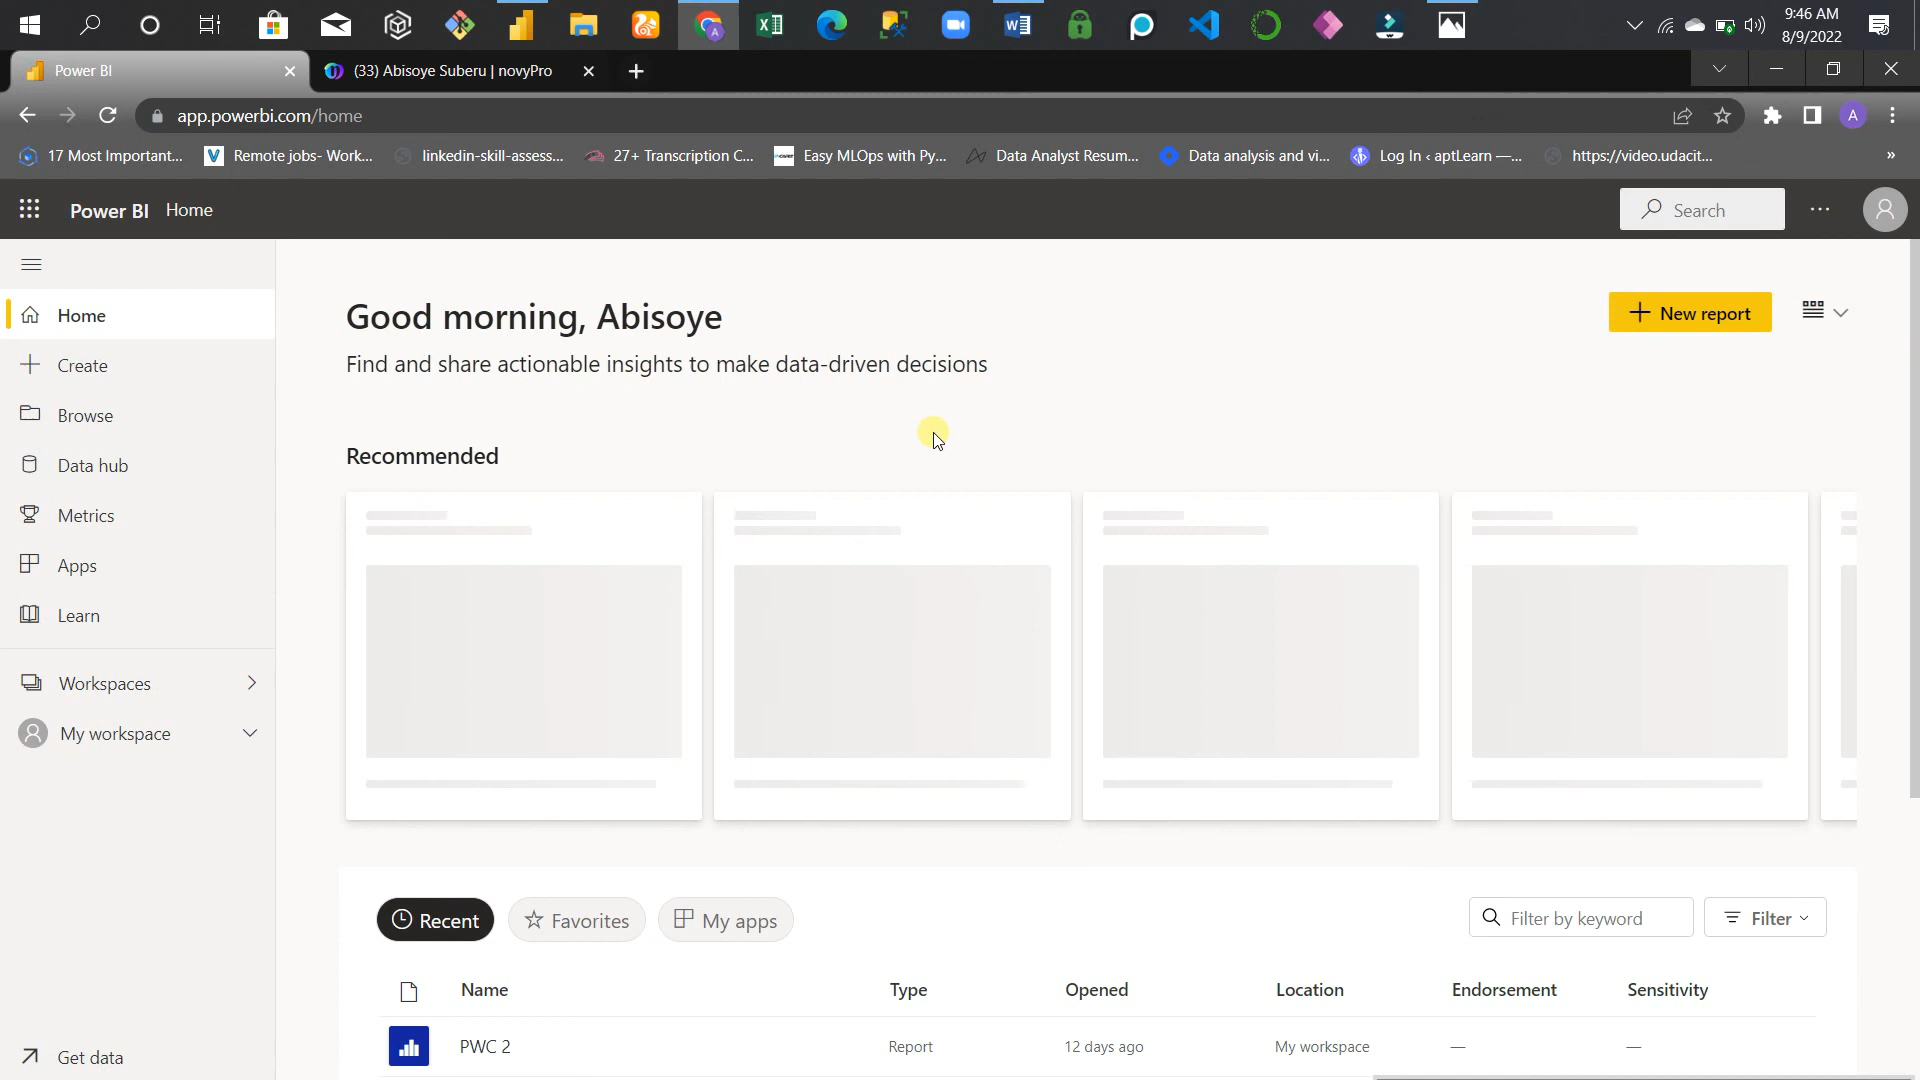 9:46 AM
8/9/2022
Power BI
(33) Abisoye Suberu | novyPro
app.powerbi.com/home
17 Most Important...
Remote jobs- Work...
linkedin-skill-assess...
27+ Transcription C...
Easy MLOps with Py...
Data Analyst Resum...
Data analysis and vi...
Log In ‹ aptLearn —...
https://video.udacit...
»
Power BI Home
Search
Home
Create
Browse
Data hub
Metrics
Apps
Learn
Workspaces
My workspace
Get data
Good morning, Abisoye
New report
Find and share actionable insights to make data-driven decisions
Recommended
Recent
Favorites
My apps
Filter by keyword
Filter
Name Type Opened Location Endorsement Sensitivity
PWC 2 Report 12 days ago My workspace — —